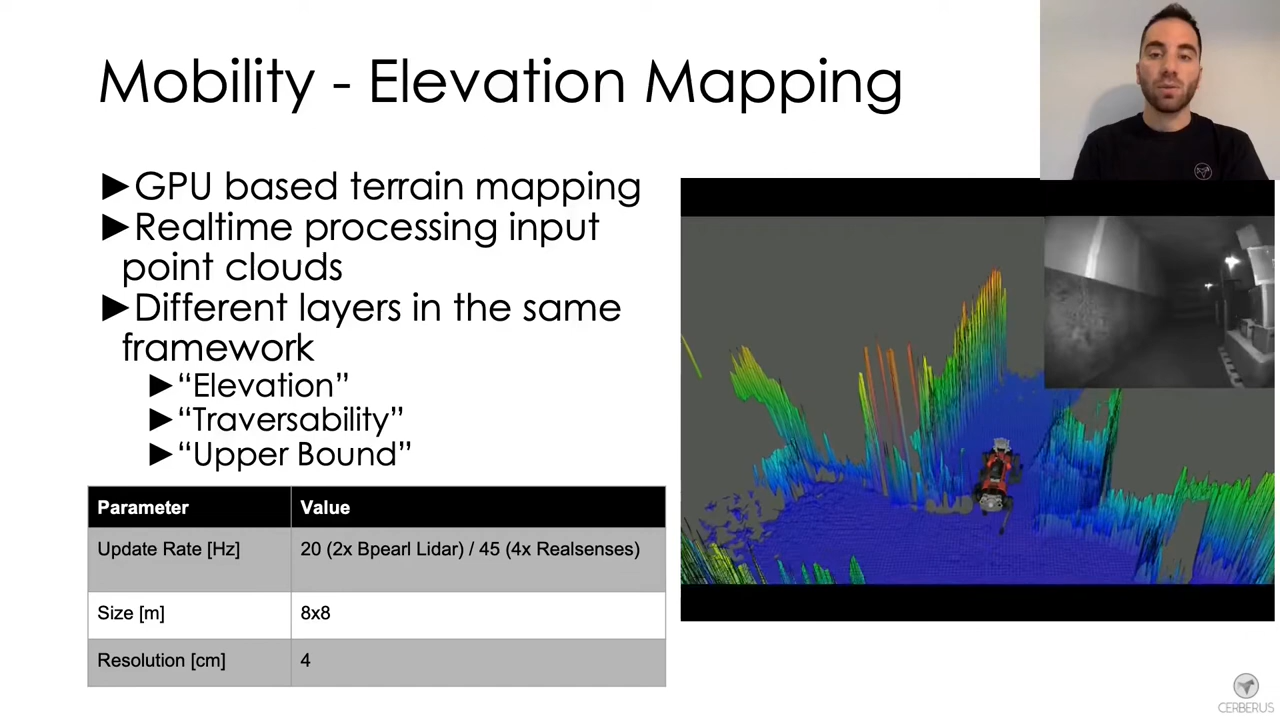 Mobility - Elevation Mapping
►GPU based terrain mapping
►Realtime processing input
point clouds
►Different layers in the same
framework
►“Elevation”
►“Traversability”
►“Upper Bound”
Parameter Value
Update Rate [Hz] 20 (2x Bpearl Lidar) / 45 (4x Realsenses)
Size [m] 8x8
Resolution [cm] 4
CERBERUS